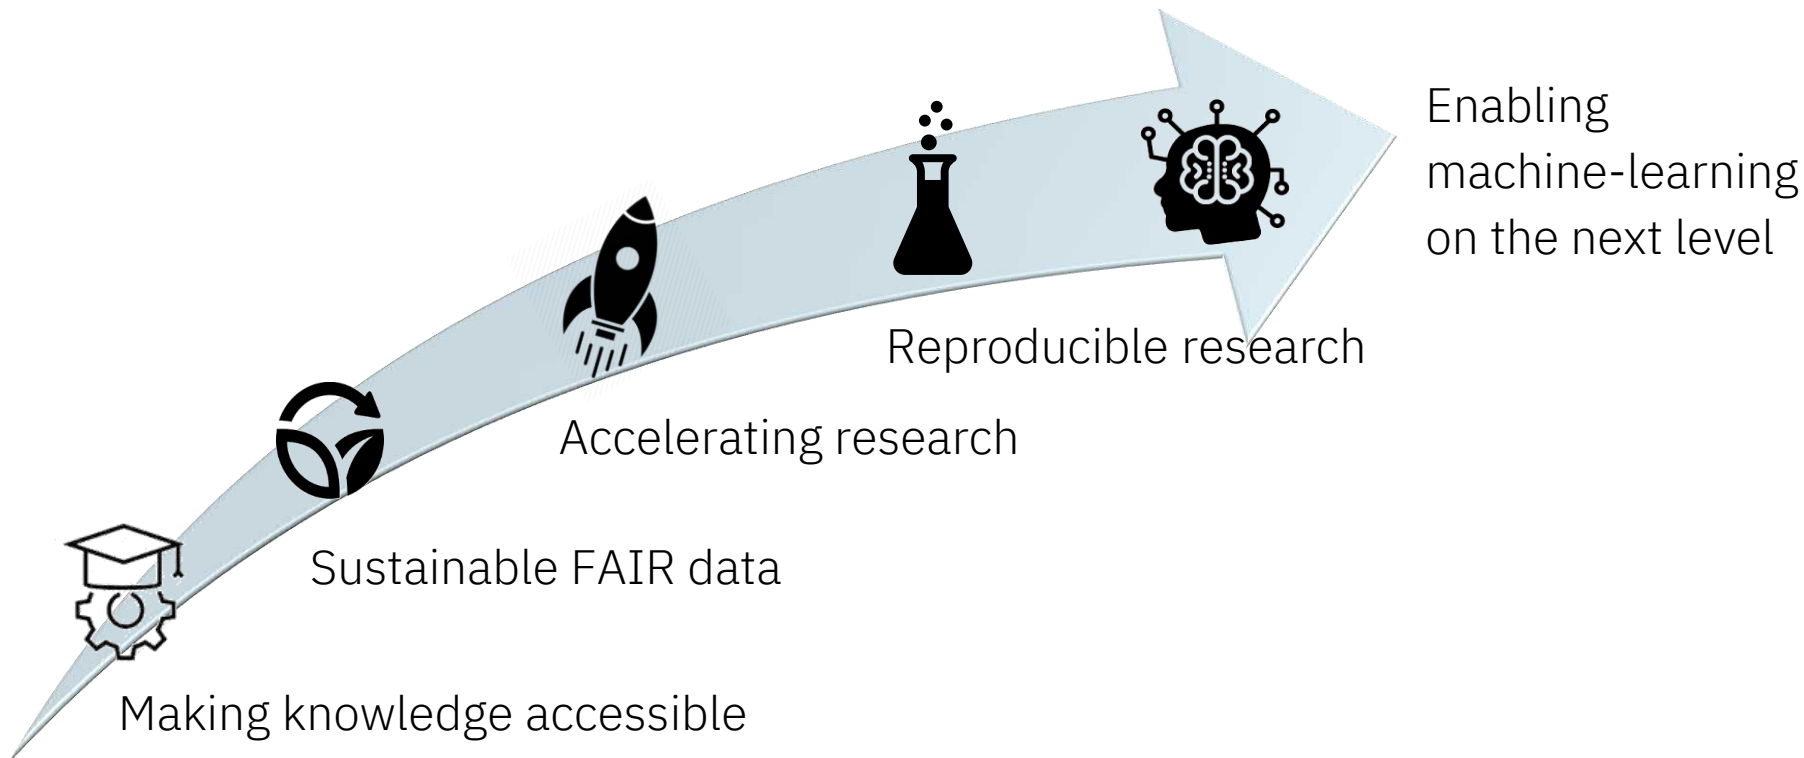 Enabling
machine-learning
on the next level
Reproducible research
Accelerating research
Sustainable FAIR data
Making knowledge accessible